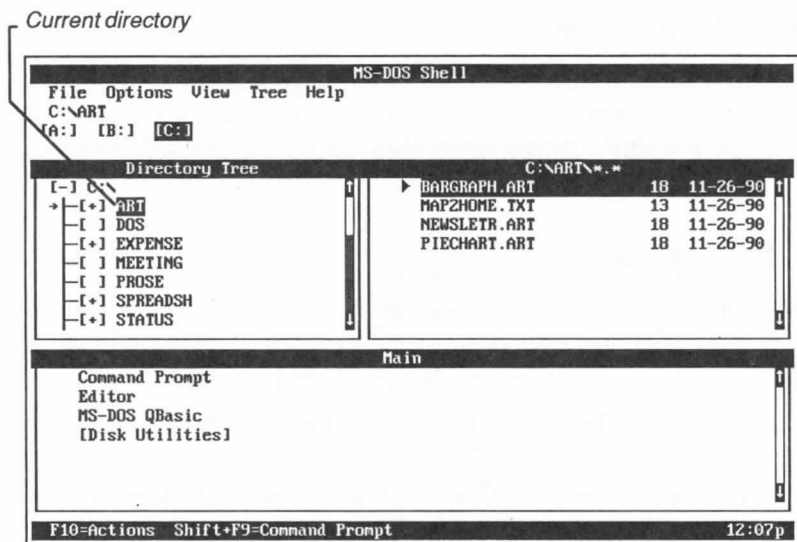 Current directory
MS-DOS Shell
File Options View Tree Help
C:\ART
[A:] [B:] [C:]
Directory Tree
[-] C:\
[+] ART
[ ] DOS
[+] EXPENSE
[ ] MEETING
[ ] PROSE
[+] SPREADSH
[+] STATUS
C:\ART\*.*
BARGRAPH.ART 18 11-26-90
MAP2HOME.TXT 13 11-26-90
NEWSLETR.ART 18 11-26-90
PIECHART.ART 18 11-26-90
Main
Command Prompt
Editor
MS-DOS QBasic
[Disk Utilities]
F10=Actions Shift+F9=Command Prompt 12:07p